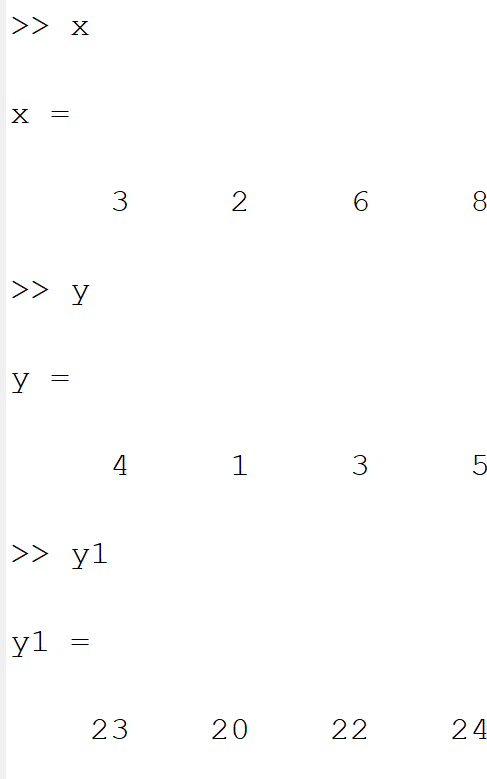 >> x
x =
3 2 6 8
>> y
y =
4 1 3 5
>> y1
y1 =
23 20 22 24